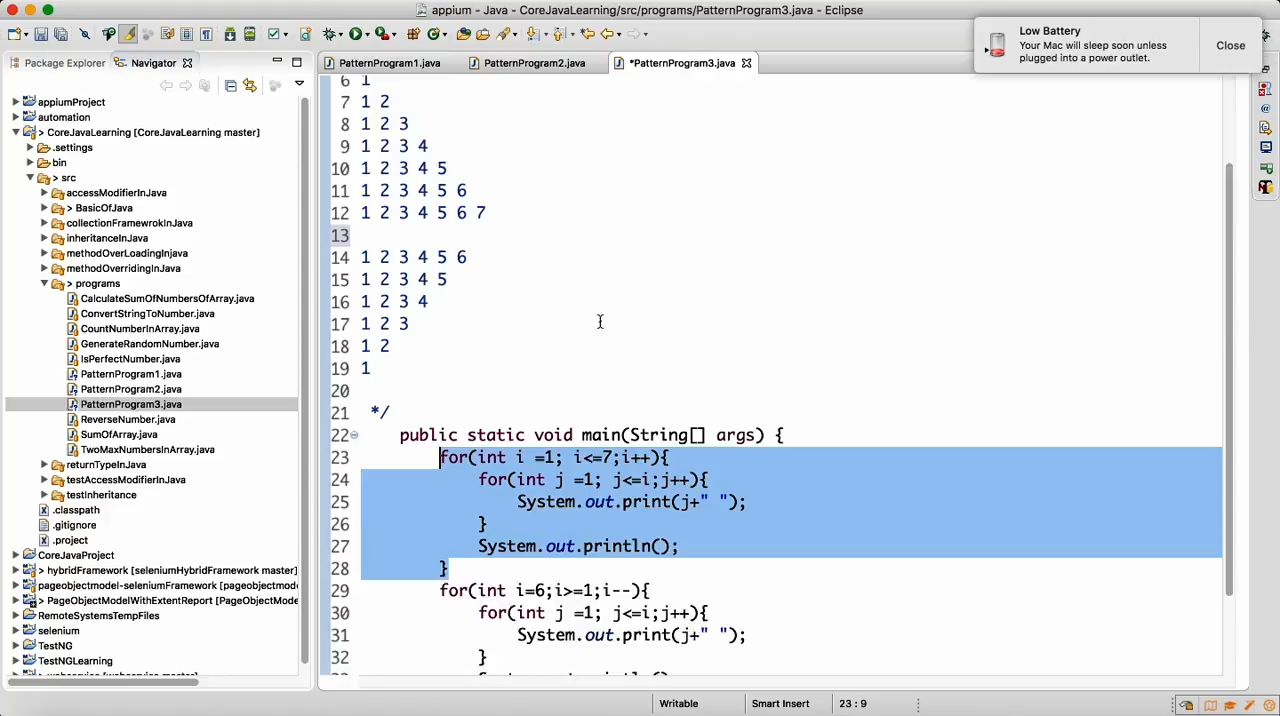 appium - Java - CoreJavaLearning/src/programs/PatternProgram3.java - Eclipse
Low Battery
Your Mac will sleep soon unless
plugged into a power outlet.
Close
Package Explorer
Navigator
PatternProgram1.java
PatternProgram2.java
*PatternProgram3.java
appiumProject
automation
> CoreJavaLearning [CoreJavaLearning master]
.settings
bin
> src
accessModifierInJava
> BasicOfJava
collectionFramewrokInJava
inheritanceInJava
methodOverLoadingInjava
methodOverridingInJava
> programs
CalculateSumOfNumbersOfArray.java
ConvertStringToNumber.java
CountNumberInArray.java
GenerateRandomNumber.java
IsPerfectNumber.java
PatternProgram1.java
PatternProgram2.java
PatternProgram3.java
ReverseNumber.java
SumOfArray.java
TwoMaxNumbersInArray.java
returnTypeInJava
testAccessModifierInJava
testInheritance
.classpath
.gitignore
.project
CoreJavaProject
> hybridFramework [seleniumHybridFramework master]
pageobjectmodel-seleniumFramework [pageobjectmode
> PageObjectModelWithExtentReport [PageObjectMode
RemoteSystemsTempFiles
selenium
TestNG
TestNGLearning
> webservice [webservice master]
6 1
7 1 2
8 1 2 3
9 1 2 3 4
10 1 2 3 4 5
11 1 2 3 4 5 6
12 1 2 3 4 5 6 7
13
14 1 2 3 4 5 6
15 1 2 3 4 5
16 1 2 3 4
17 1 2 3
18 1 2
19 1
20
21 */
22 public static void main(String[] args) {
23 for(int i =1; i<=7;i++){
24 for(int j =1; j<=i;j++){
25 System.out.print(j+" ");
26 }
27 System.out.println();
28 }
29 for(int i=6;i>=1;i--){
30 for(int j =1; j<=i;j++){
31 System.out.print(j+" ");
32 }
Writable
Smart Insert
23 : 9